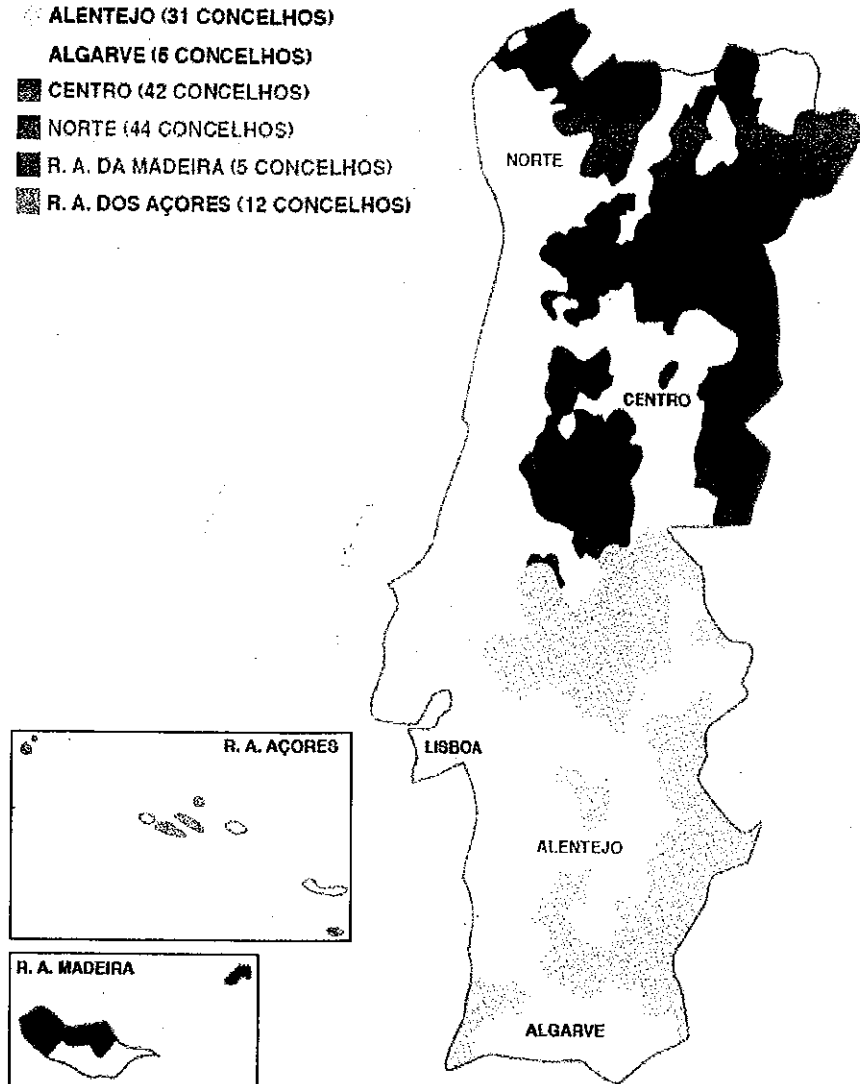 ALENTEJO (31 CONCELHOS)
ALGARVE (6 CONCELHOS)
CENTRO (42 CONCELHOS)
NORTE (44 CONCELHOS)
R. A. DA MADEIRA (5 CONCELHOS)
R. A. DOS AÇORES (12 CONCELHOS)
NORTE
CENTRO
R. A. AÇORES
LISBOA
ALENTEJO
R. A. MADEIRA
ALGARVE